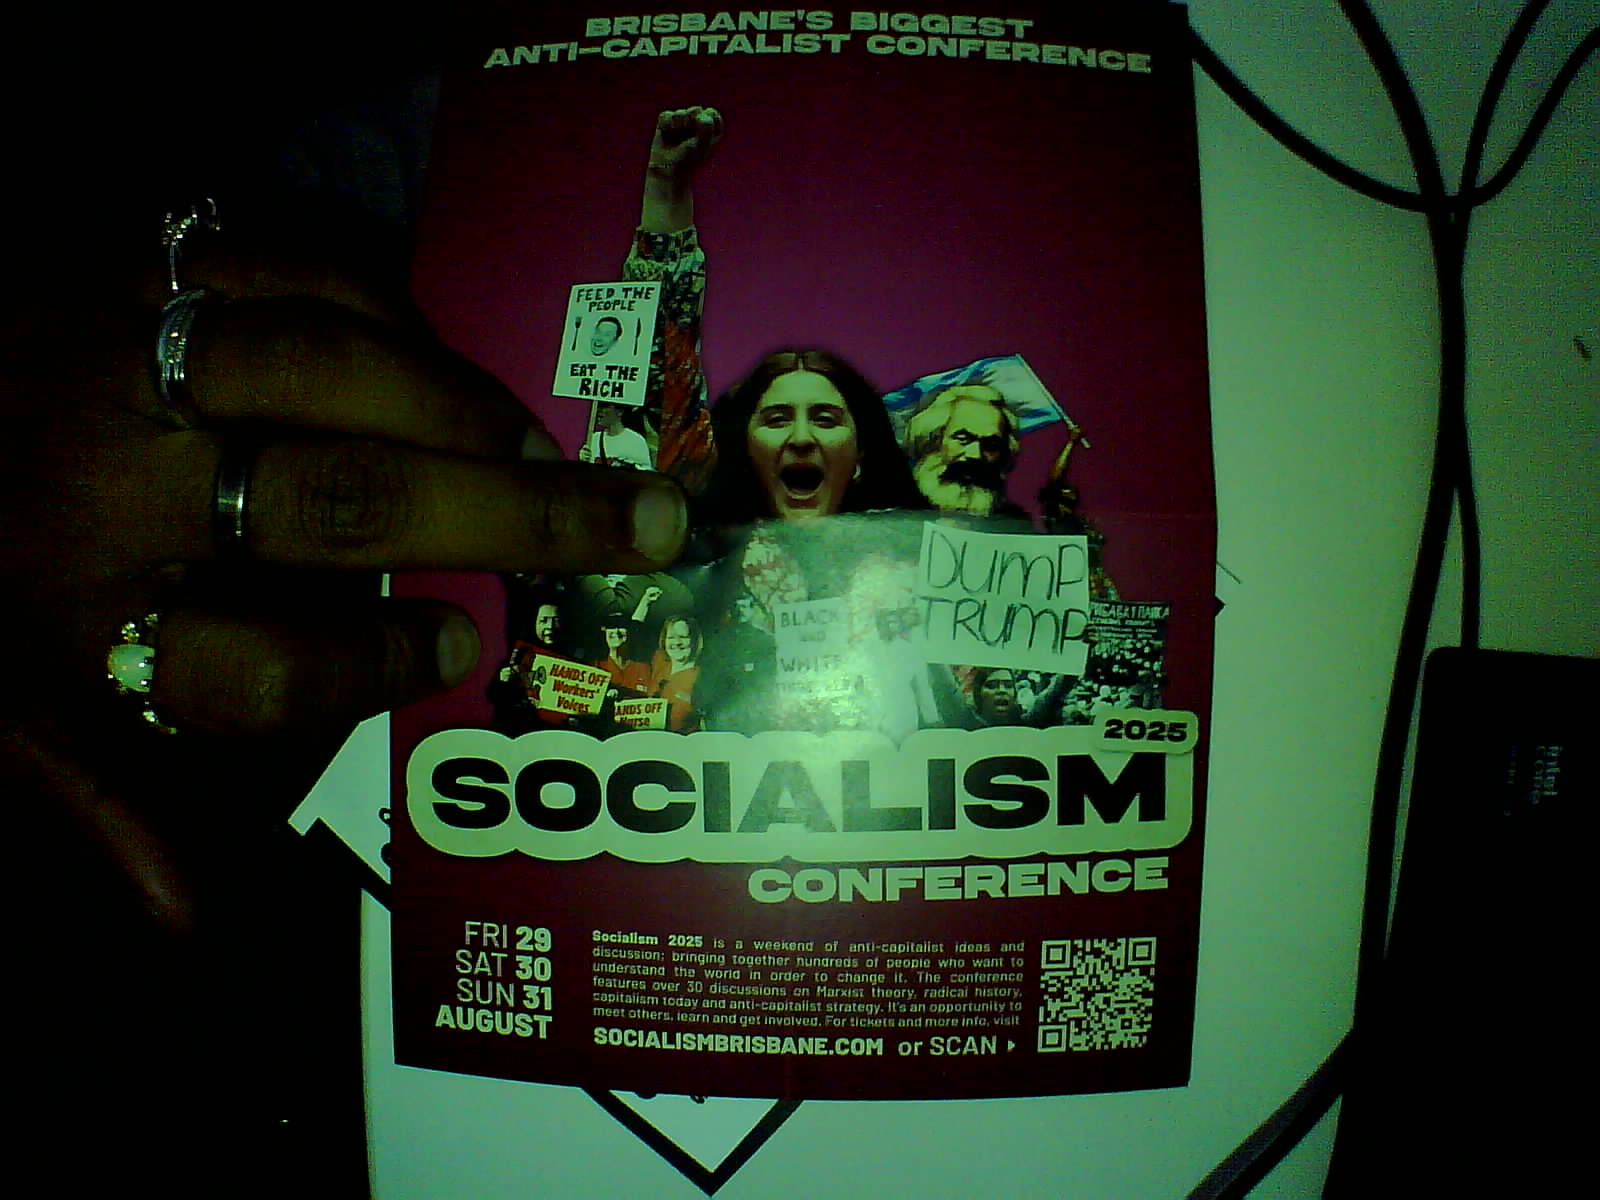 BRISBANE'S BIGGEST
ANTI-CAPITALIST CONFERENCE
FEED THE
PEOPLE
EAT THE
RICH
DUMP
TRUMP
BLACK
AND
WHITE
HANDS OFF
Workers'
Voices
HANDS OFF
Nurse
2025
SOCIALISM
CONFERENCE
FRI 29
SAT 30
SUN 31
AUGUST
Socialism 2025 is a weekend of anti-capitalist ideas and
discussion; bringing together hundreds of people who want to
understand the world in order to change it. The conference
features over 30 discussions on Marxist theory, radical history,
capitalism today and anti-capitalist strategy. It's an opportunity to
meet others, learn and get involved. For tickets and more info, visit
SOCIALISMBRISBANE.COM or SCAN